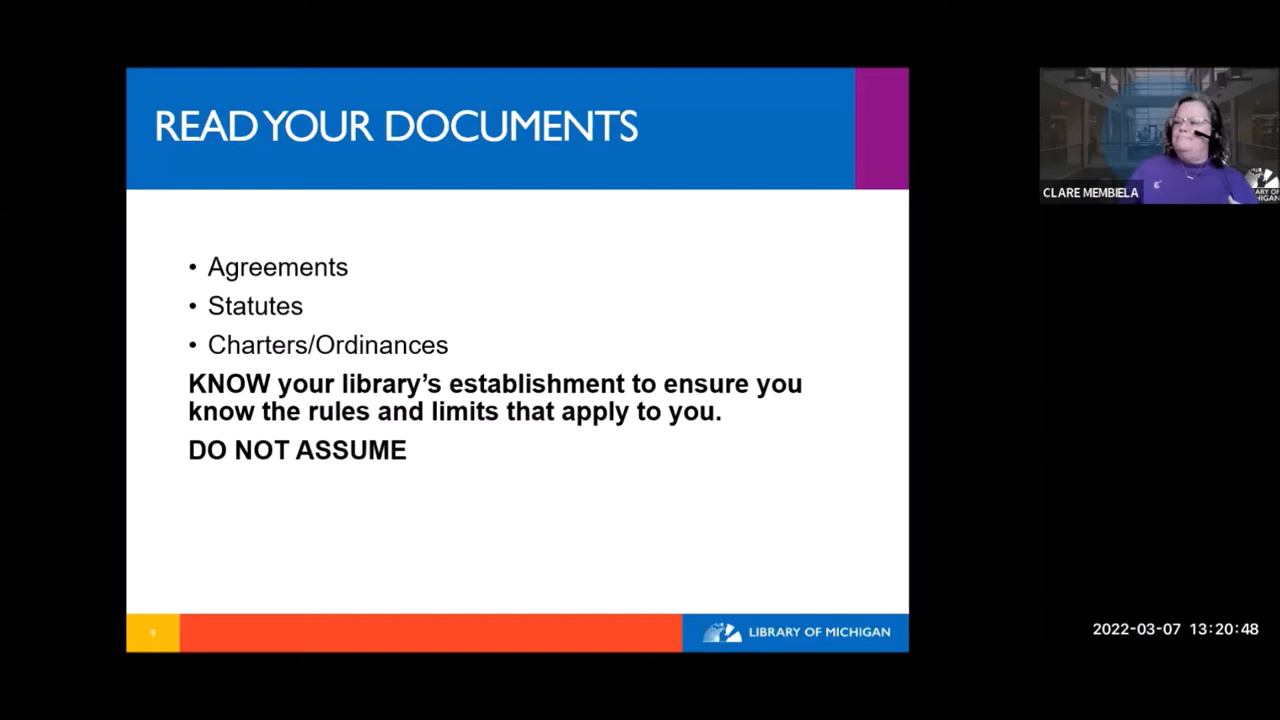 READ YOUR DOCUMENTS
• Agreements
• Statutes
• Charters/Ordinances
KNOW your library’s establishment to ensure you
know the rules and limits that apply to you.
DO NOT ASSUME
9
LIBRARY OF MICHIGAN
CLARE MEMBIELA
2022-03-07 13:20:48